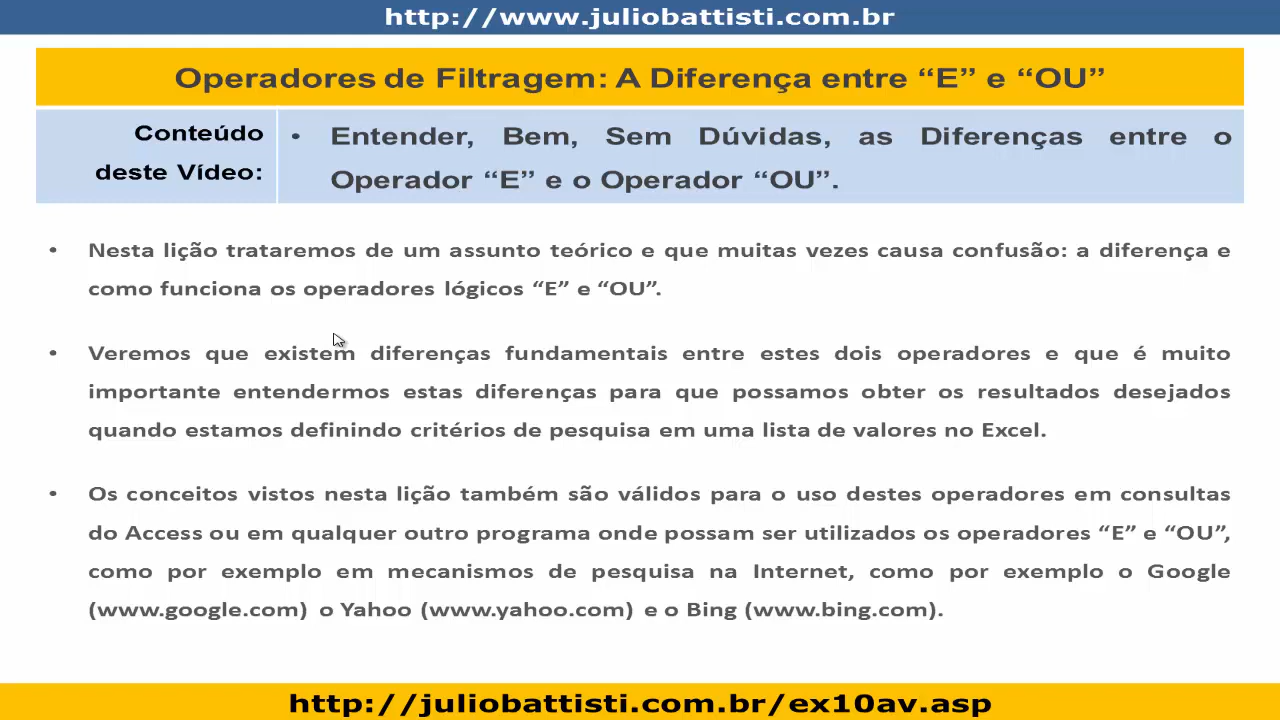 http://www.juliobattisti.com.br
Operadores de Filtragem: A Diferença entre “E” e “OU”
Conteúdo
deste Vídeo:
• Entender, Bem, Sem Dúvidas, as Diferenças entre o
Operador “E” e o Operador “OU”.
• Nesta lição trataremos de um assunto teórico e que muitas vezes causa confusão: a diferença e
como funciona os operadores lógicos “E” e “OU”.
• Veremos que existem diferenças fundamentais entre estes dois operadores e que é muito
importante entendermos estas diferenças para que possamos obter os resultados desejados
quando estamos definindo critérios de pesquisa em uma lista de valores no Excel.
• Os conceitos vistos nesta lição também são válidos para o uso destes operadores em consultas
do Access ou em qualquer outro programa onde possam ser utilizados os operadores “E” e “OU”,
como por exemplo em mecanismos de pesquisa na Internet, como por exemplo o Google
(www.google.com) o Yahoo (www.yahoo.com) e o Bing (www.bing.com).
http://juliobattisti.com.br/ex10av.asp